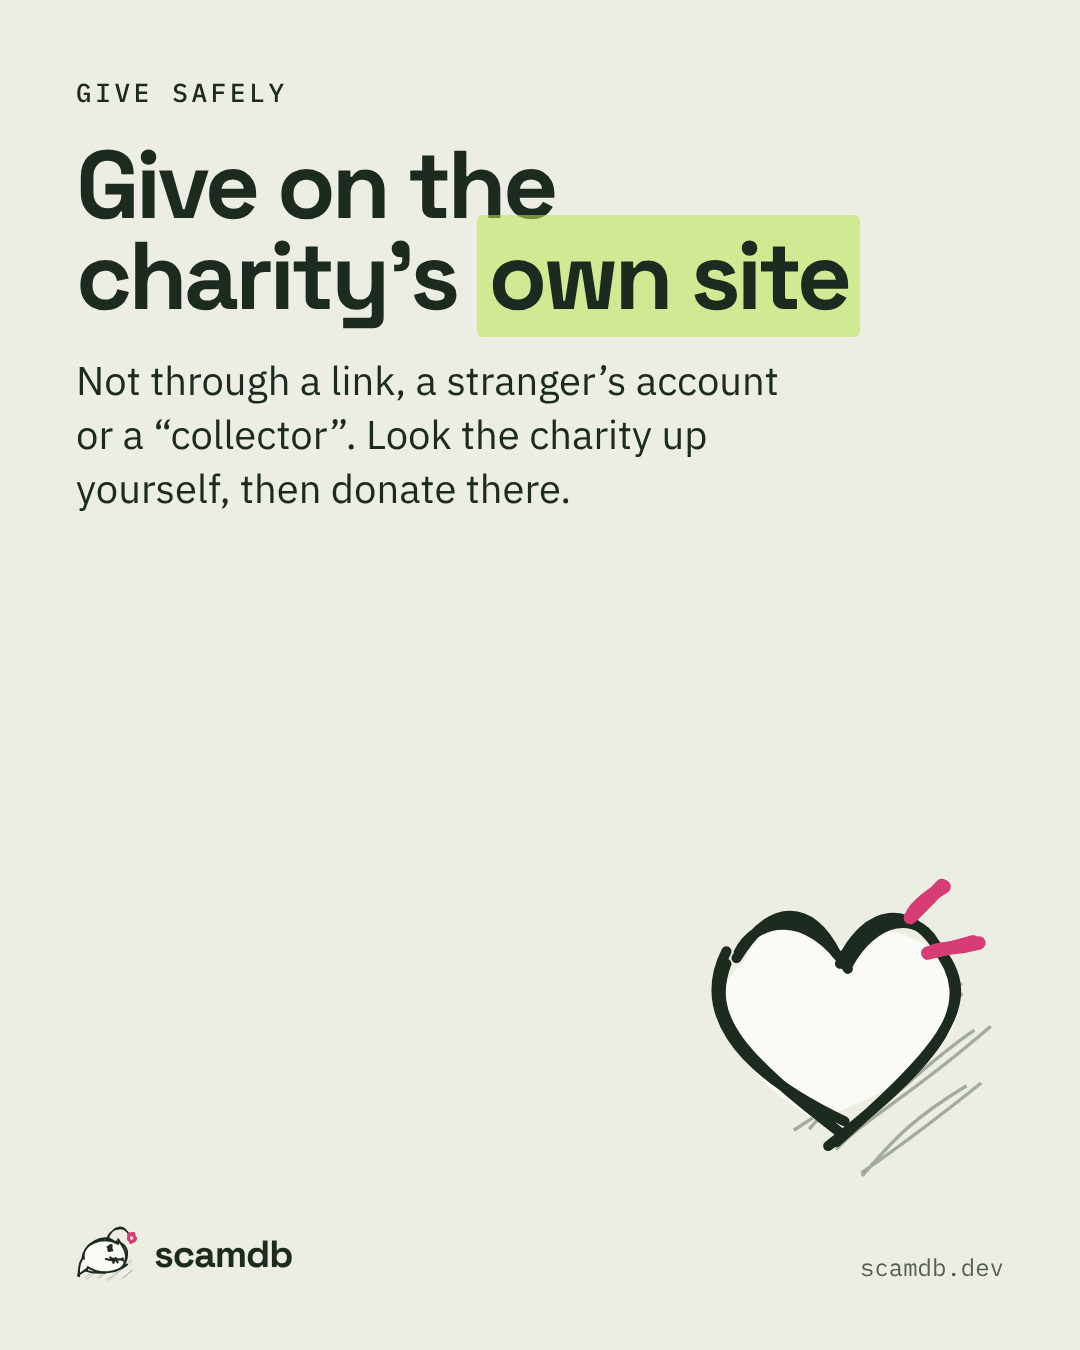 GIVE SAFELY
Give on the
charity’s own site
Not through a link, a stranger’s account
or a “collector”. Look the charity up
yourself, then donate there.
scamdb
scamdb.dev